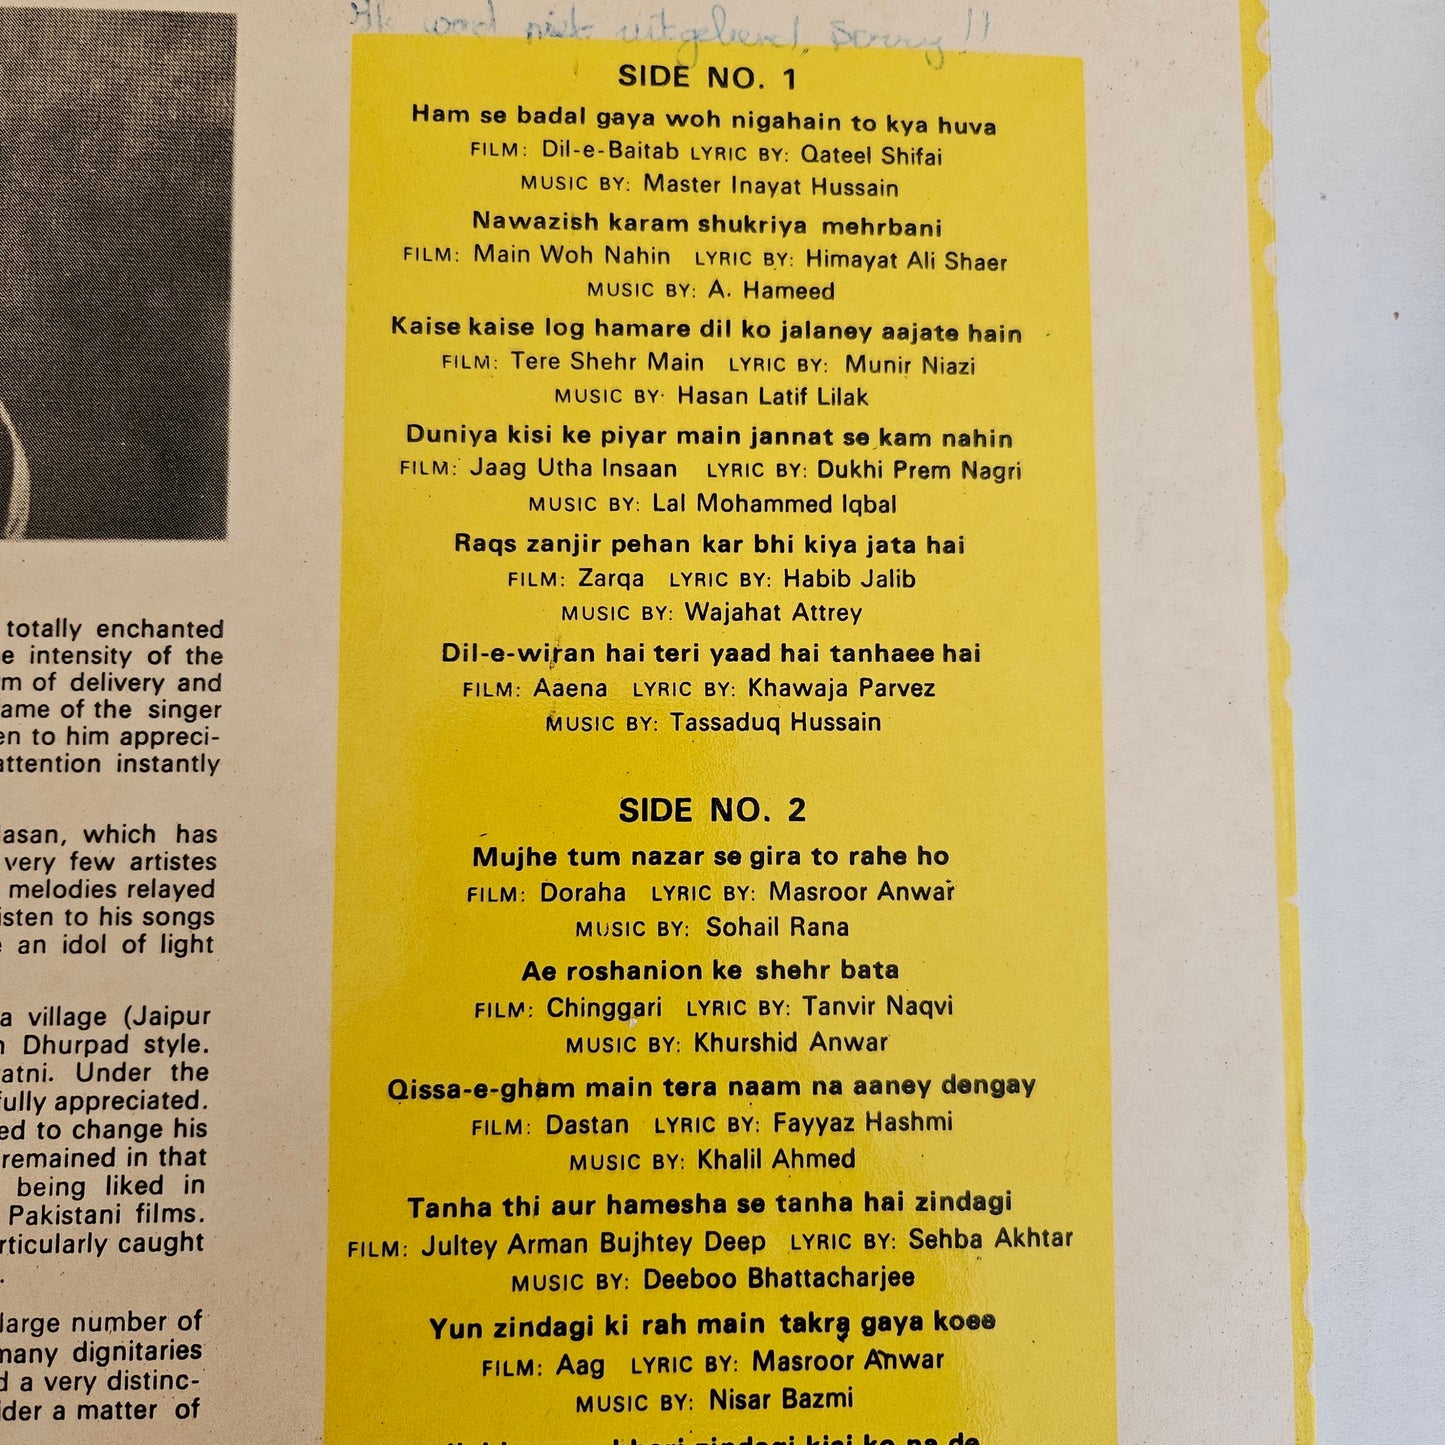 Ik word niet uitgeleend, Sorry!!
SIDE NO. 1
Ham se badal gaya woh nigahain to kya huva
FILM: Dil-e-Baitab LYRIC BY: Qateel Shifai
MUSIC BY: Master Inayat Hussain
Nawazish karam shukriya mehrbani
FILM: Main Woh Nahin LYRIC BY: Himayat Ali Shaer
MUSIC BY: A. Hameed
Kaise kaise log hamare dil ko jalaney aajate hain
FILM: Tere Shehr Main LYRIC BY: Munir Niazi
MUSIC BY: Hasan Latif Lilak
Duniya kisi ke piyar main jannat se kam nahin
FILM: Jaag Utha Insaan LYRIC BY: Dukhi Prem Nagri
MUSIC BY: Lal Mohammed Iqbal
Raqs zanjir pehan kar bhi kiya jata hai
FILM: Zarqa LYRIC BY: Habib Jalib
MUSIC BY: Wajahat Attrey
Dil-e-wiran hai teri yaad hai tanhaee hai
FILM: Aaena LYRIC BY: Khawaja Parvez
MUSIC BY: Tassaduq Hussain
SIDE NO. 2
Mujhe tum nazar se gira to rahe ho
FILM: Doraha LYRIC BY: Masroor Anwar
MUSIC BY: Sohail Rana
Ae roshanion ke shehr bata
FILM: Chinggari LYRIC BY: Tanvir Naqvi
MUSIC BY: Khurshid Anwar
Qissa-e-gham main tera naam na aaney dengay
FILM: Dastan LYRIC BY: Fayyaz Hashmi
MUSIC BY: Khalil Ahmed
Tanha thi aur hamesha se tanha hai zindagi
FILM: Jultey Arman Bujhtey Deep LYRIC BY: Sehba Akhtar
MUSIC BY: Deeboo Bhattacharjee
Yun zindagi ki rah main takra gaya koee
FILM: Aag LYRIC BY: Masroor Anwar
MUSIC BY: Nisar Bazmi
zindagi kisi ko na de
totally enchanted
intensity of the
of delivery and
of the singer
to him appreci-
attention instantly
which has
very few artistes
melodies relayed
listen to his songs
an idol of light
a village (Jaipur
Dhurpad style.
Under the
fully appreciated.
to change his
remained in that
being liked in
Pakistani films.
particularly caught
large number of
many dignitaries
a very distinc-
a matter of